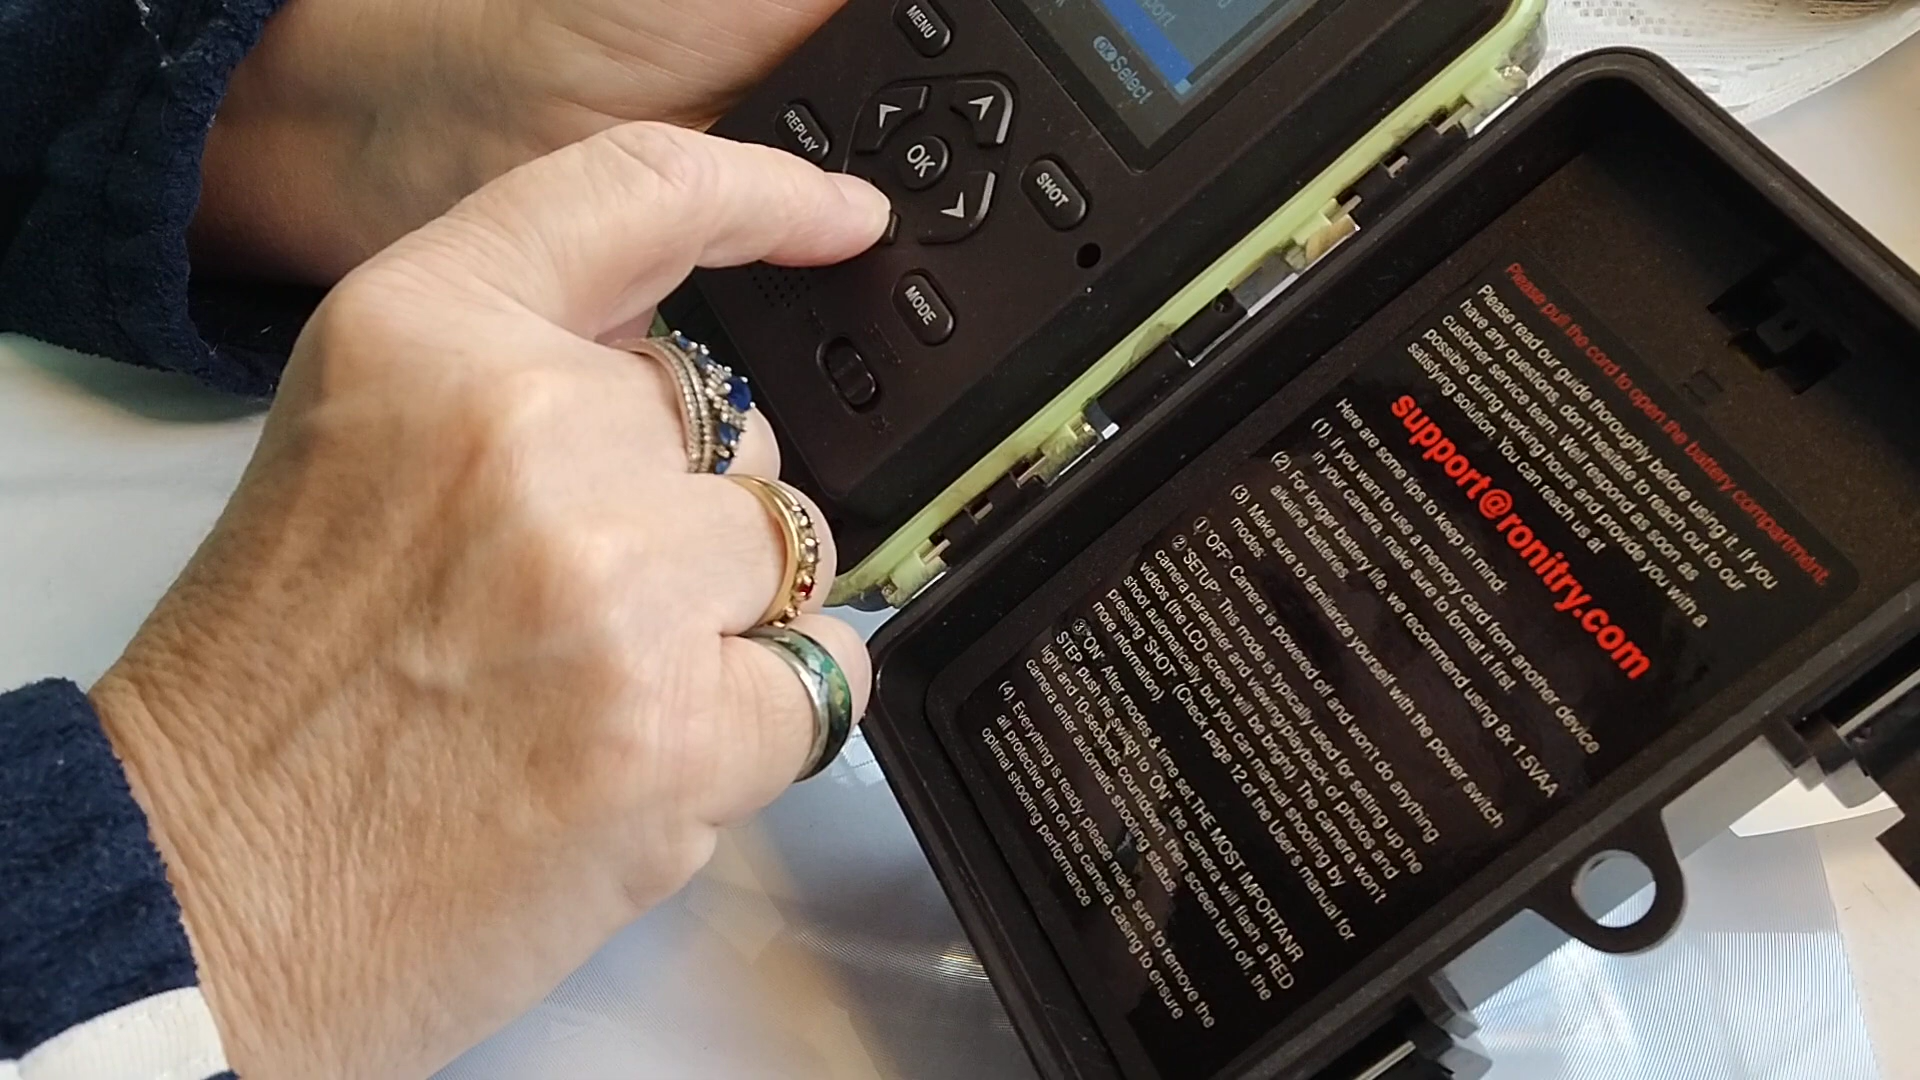 MENU
REPLAY
OK
SHOT
MODE
port
OK Select
Please pull the cord to open the battery compartment.
Please read our guide thoroughly before using it. If you
have any questions, don't hesitate to reach out to our
customer service team. Well respond as soon as
possible during working hours and provide you with a
satisfying solution. You can reach us at
support@ronitry.com
Here are some tips to keep in mind:
(1). If you want to use a memory card from another device
in your camera, make sure to format it first.
(2) For longer battery life, we recommend using 8x 1.5VAA
alkaline batteries.
(3). Make sure to familiarize yourself with the power switch
modes:
① "OFF: Camera is powered off and won't do anything
② "SETUP": This mode is typically used for setting up the
camera parameter and viewing/playback of photos and
videos (the LCD screen will be bright). The camera won't
shoot automatically but you can manual shooting by
pressing SHOT". (Check page 12 of the User's manual for
more information).
③ "ON": After modes & time set,THE MOST IMPORTANR
STEP push the switch to "ON", the camera will flash a RED
light and 10-seconds countdown, then screen turn off, the
camera enter automatic shooting status.
(4) Everything is ready, please make sure to remove the
all protective film on the camera casing to ensure
optimal shooting performance